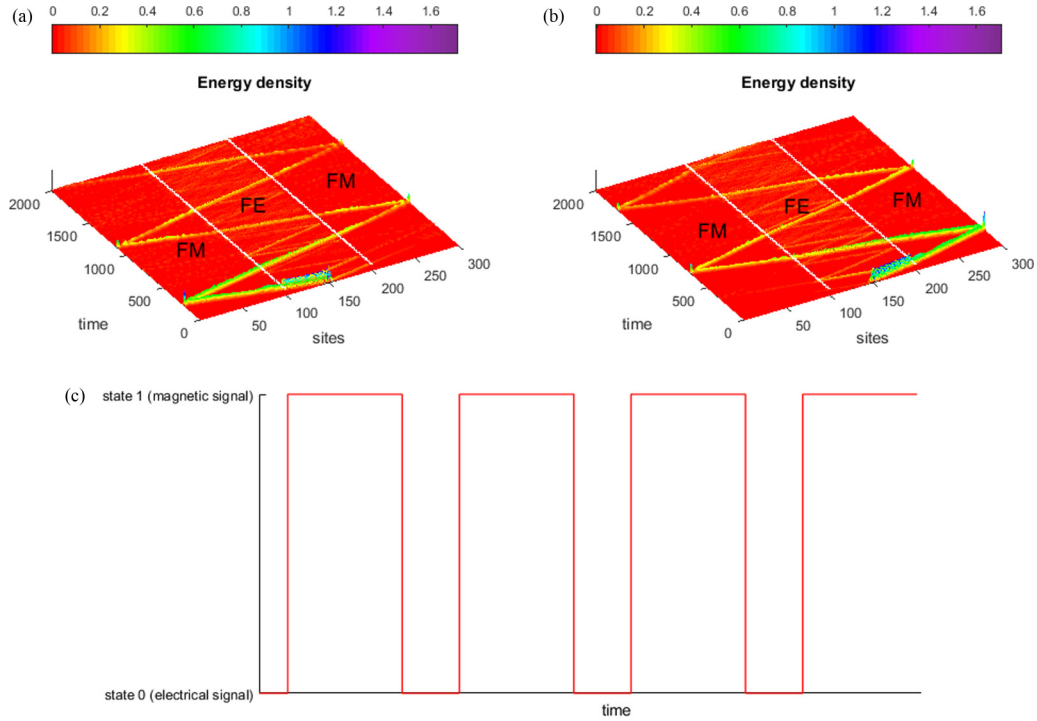 (a)
0 0.2 0.4 0.6 0.8 1 1.2 1.4 1.6
Energy density
FM
FE
FM
2000
1500
1000
500
0
time
50
100
150
200
250
300
sites
(b)
0 0.2 0.4 0.6 0.8 1 1.2 1.4 1.6
Energy density
FM
FE
FM
2000
1500
1000
500
0
time
50
100
150
200
250
300
sites
(c)
state 1 (magnetic signal)
state 0 (electrical signal)
time